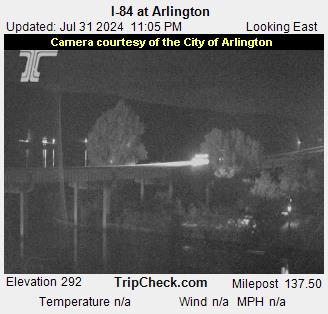 I-84 at Arlington
Updated: Jul 31 2024 11:05 PM Looking East
Camera courtesy of the City of Arlington
Elevation 292 TripCheck.com Milepost 137.50
Temperature n/a Wind n/a MPH n/a